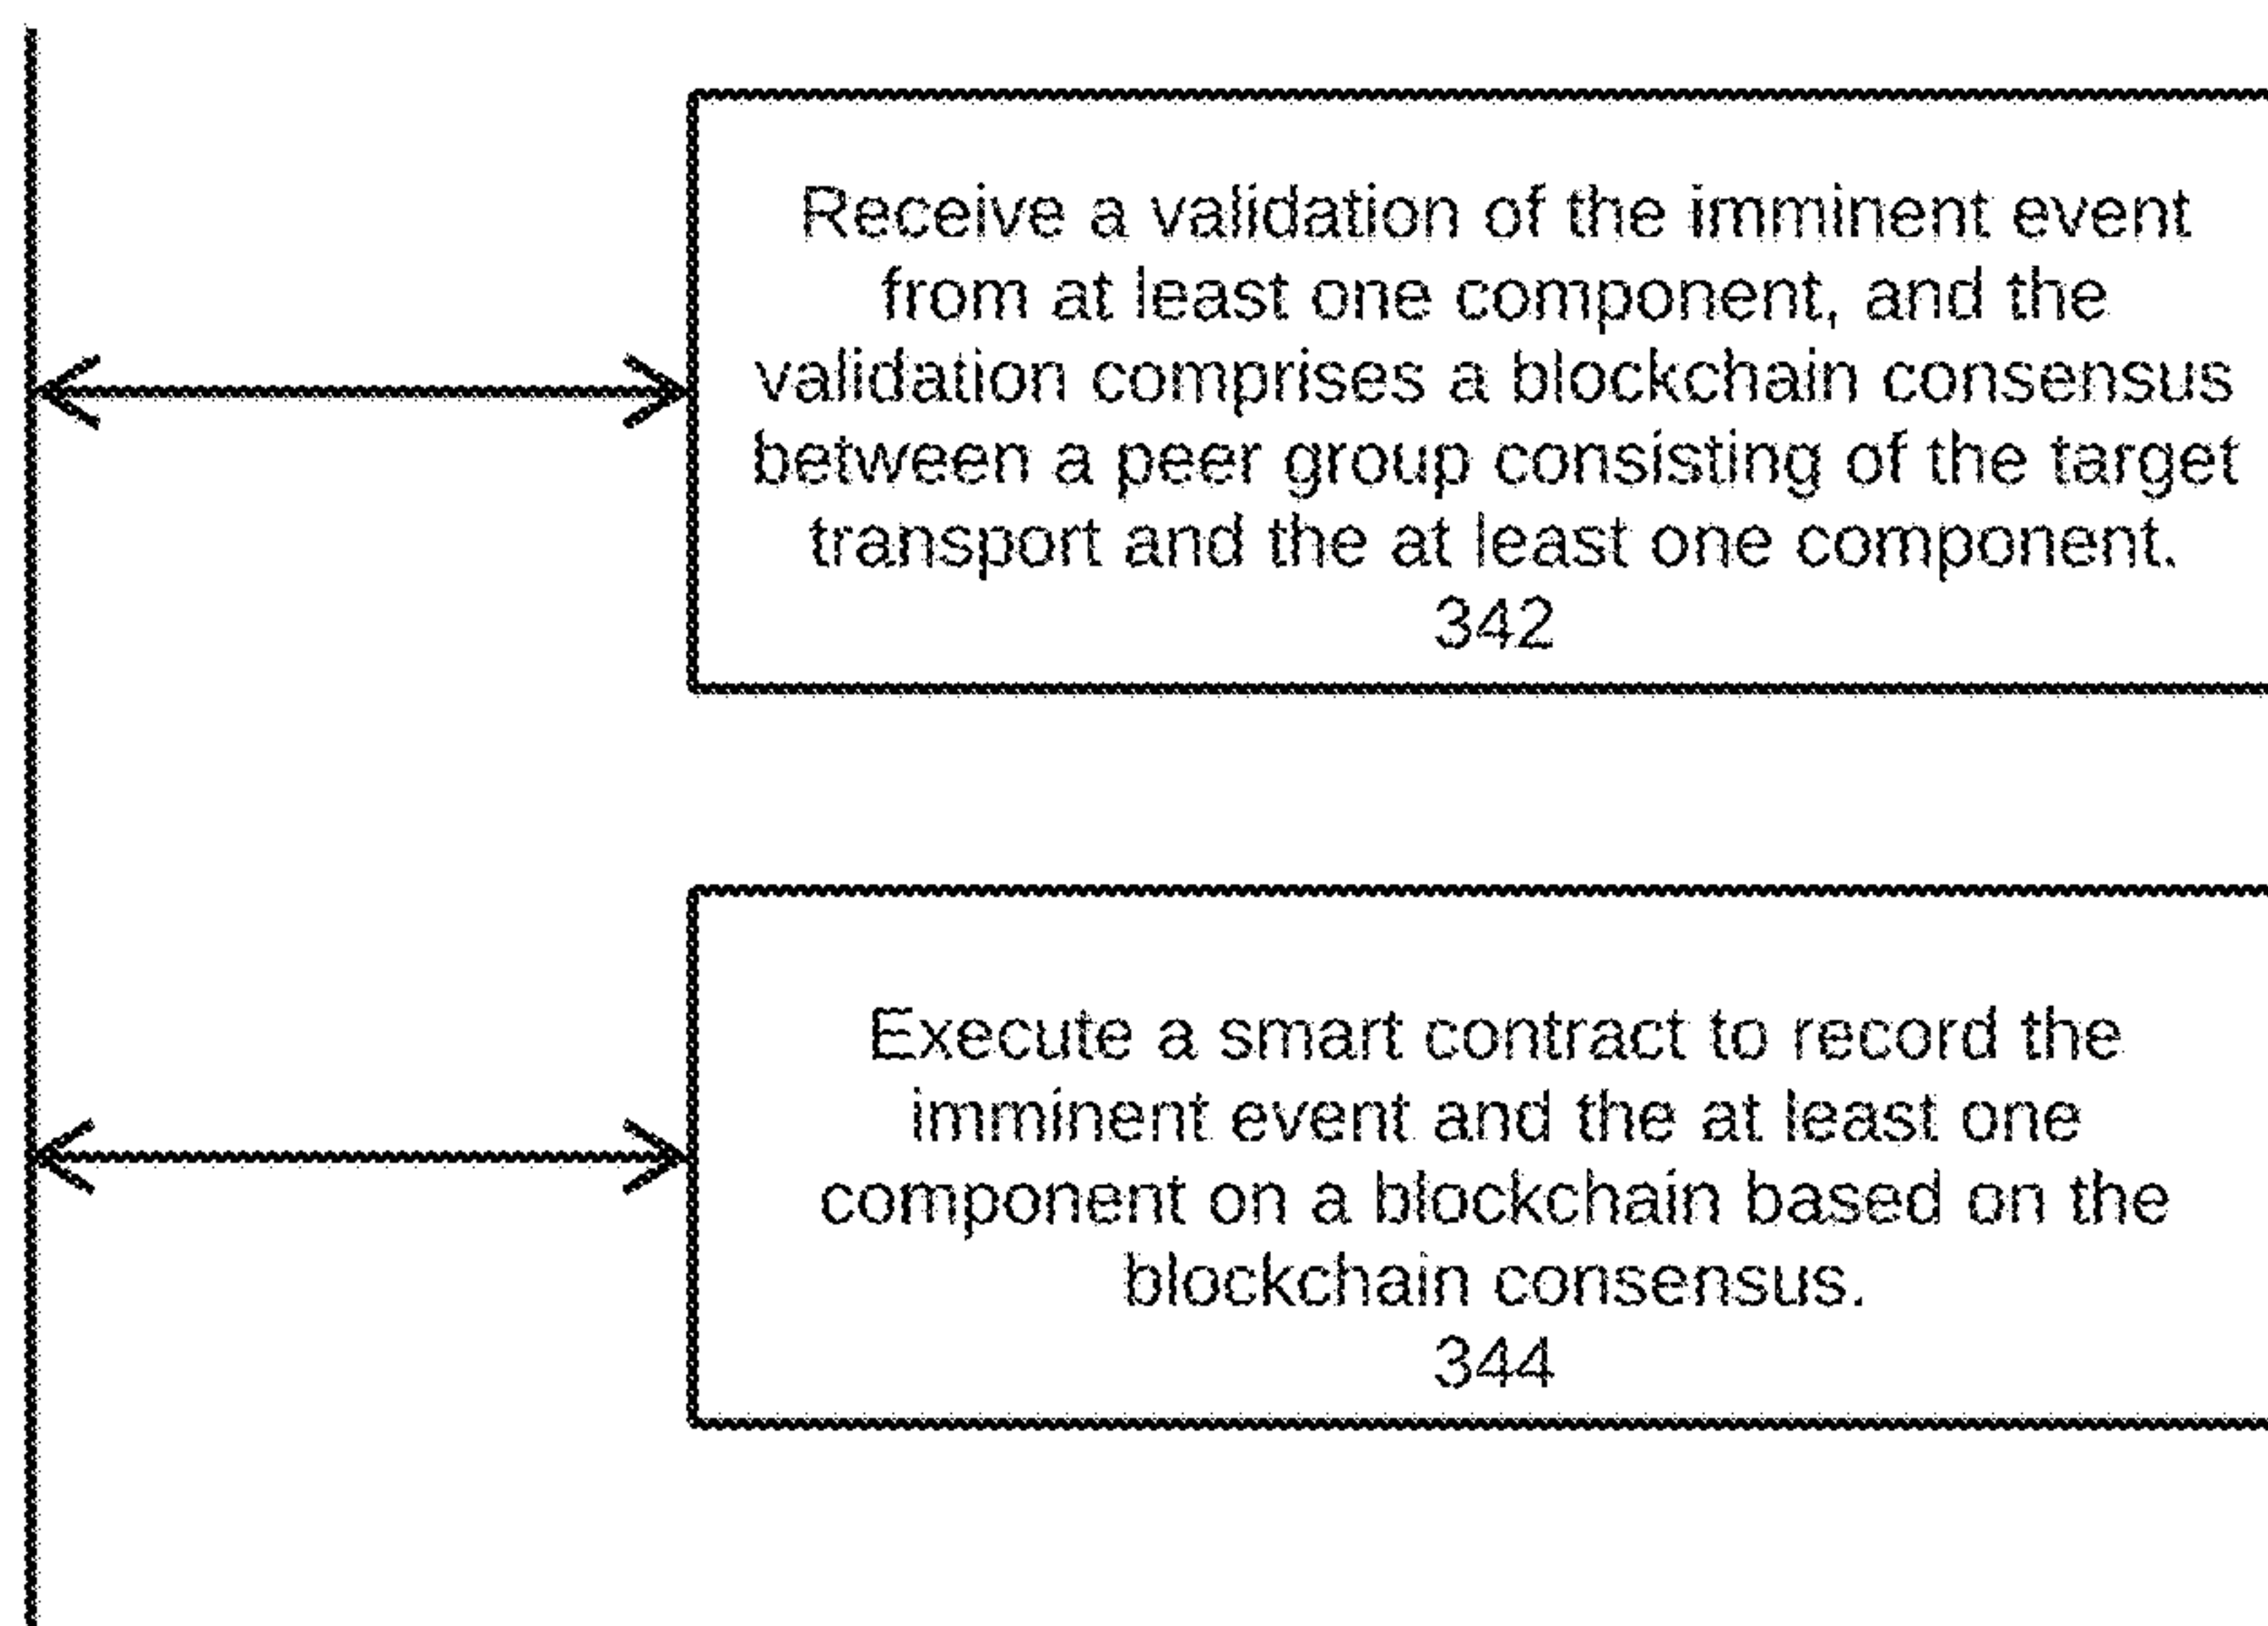 Receive a validation of the imminent event
from at least one component, and the
validation comprises a blockchain consensus
between a peer group consisting of the target
transport and the at least one component.
342
Execute a smart contract to record the
imminent event and the at least one
component on a blockchain based on the
blockchain consensus.
344